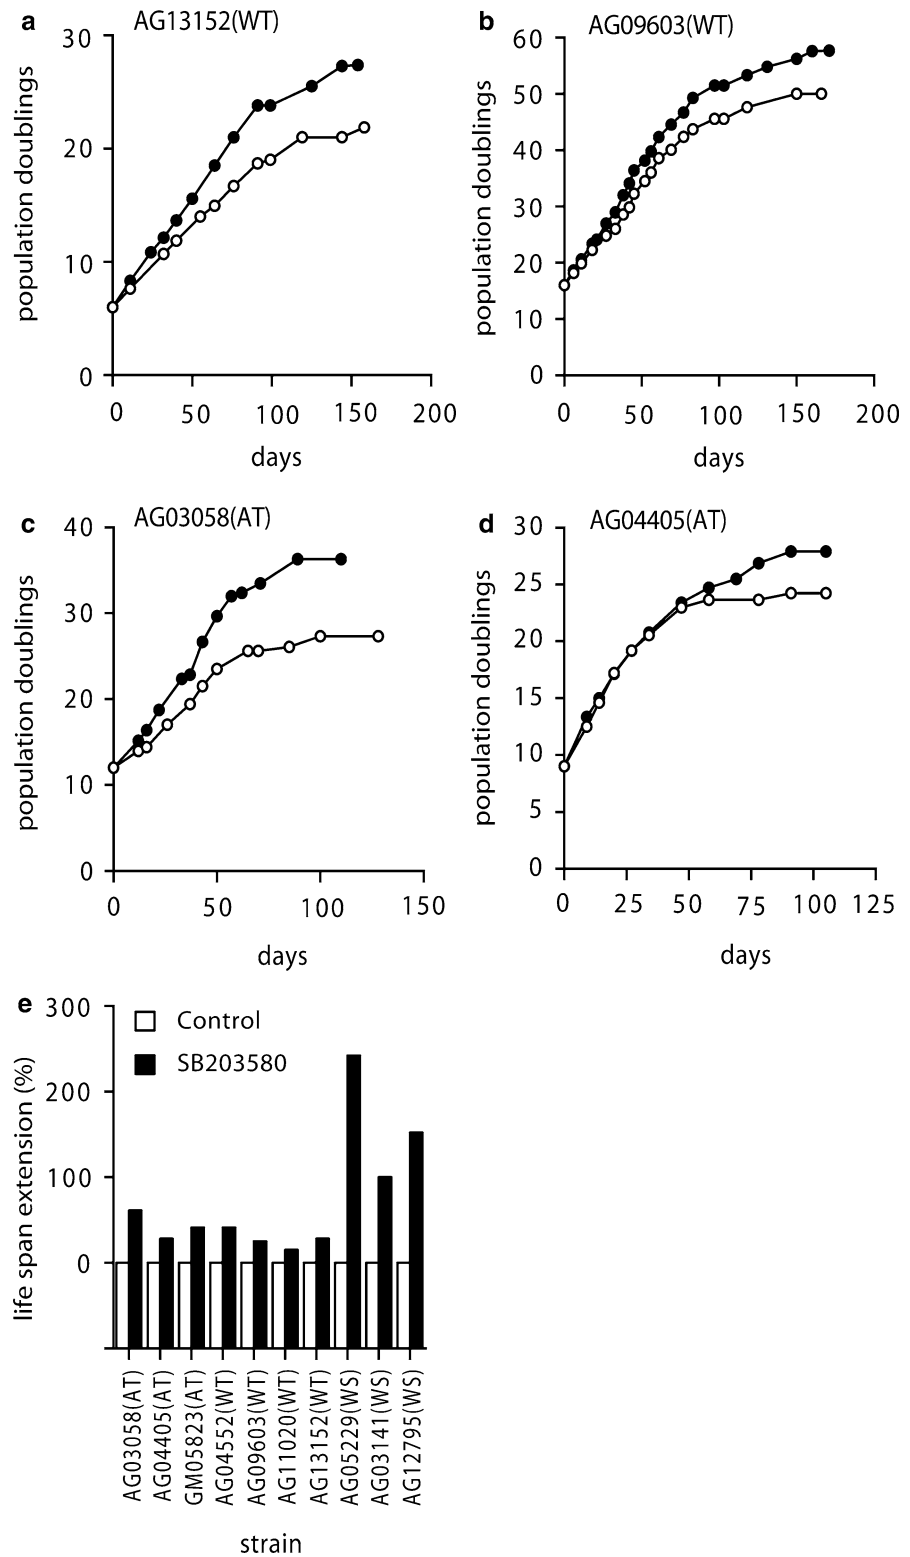 a AG13152(WT)
population doublings
30
20
10
0
0 50 100 150 200
days
b AG09603(WT)
population doublings
60
50
40
30
20
10
0
0 50 100 150 200
days
c AG03058(AT)
population doublings
40
30
20
10
0
0 50 100 150
days
d AG04405(AT)
population doublings
30
25
20
15
10
5
0
0 25 50 75 100 125
days
e
life span extension (%)
300
200
100
0
Control
SB203580
AG03058(AT)
AG04405(AT)
GM05823(AT)
AG04552(WT)
AG09603(WT)
AG11020(WT)
AG13152(WT)
AG05229(WS)
AG03141(WS)
AG12795(WS)
strain